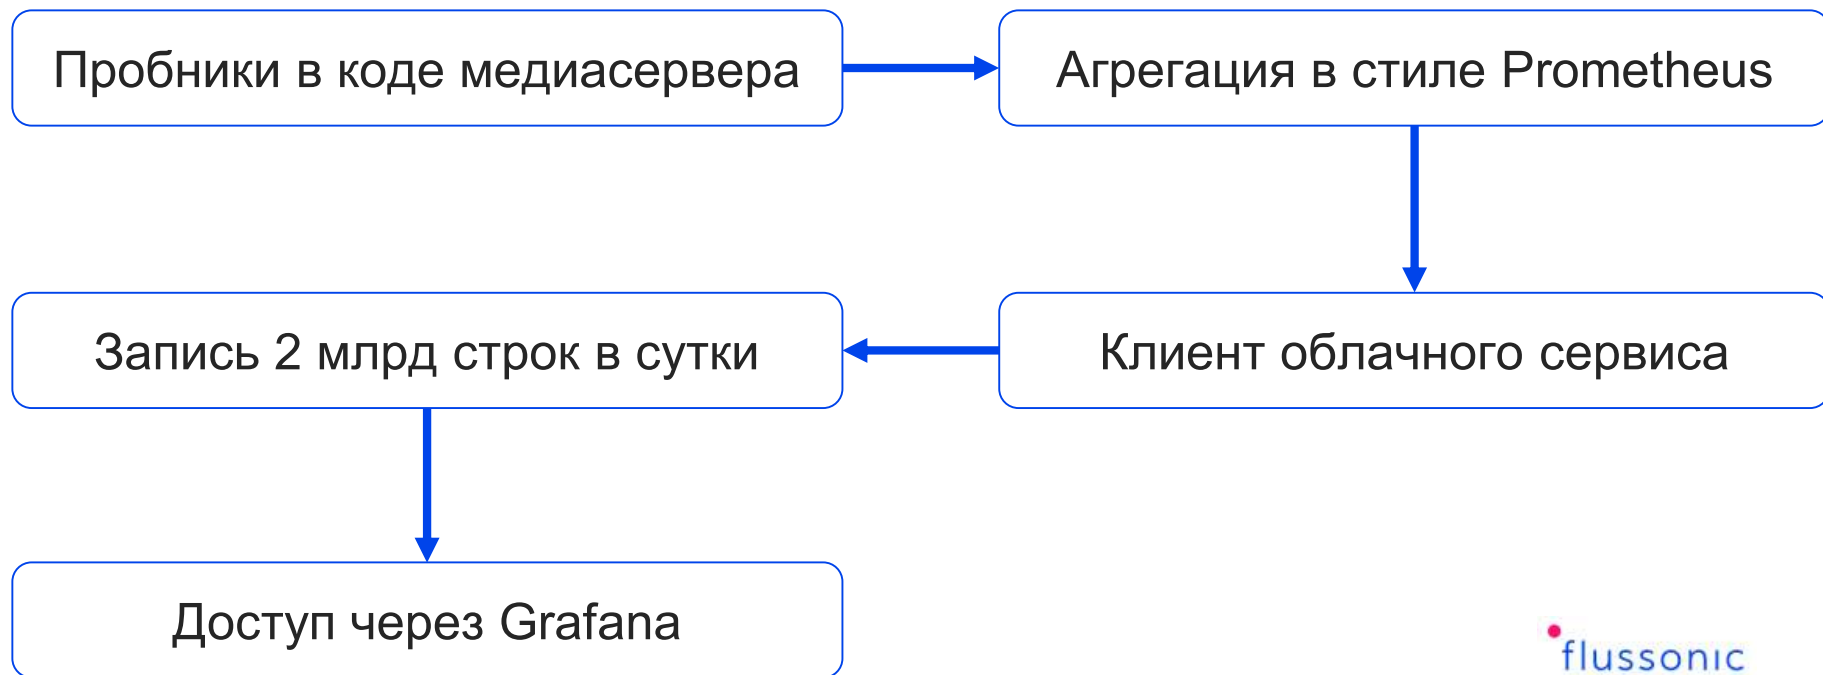 Пробники в коде медиасервера
Агрегация в стиле Prometheus
Клиент облачного сервиса
Запись 2 млрд строк в сутки
Доступ через Grafana
flussonic